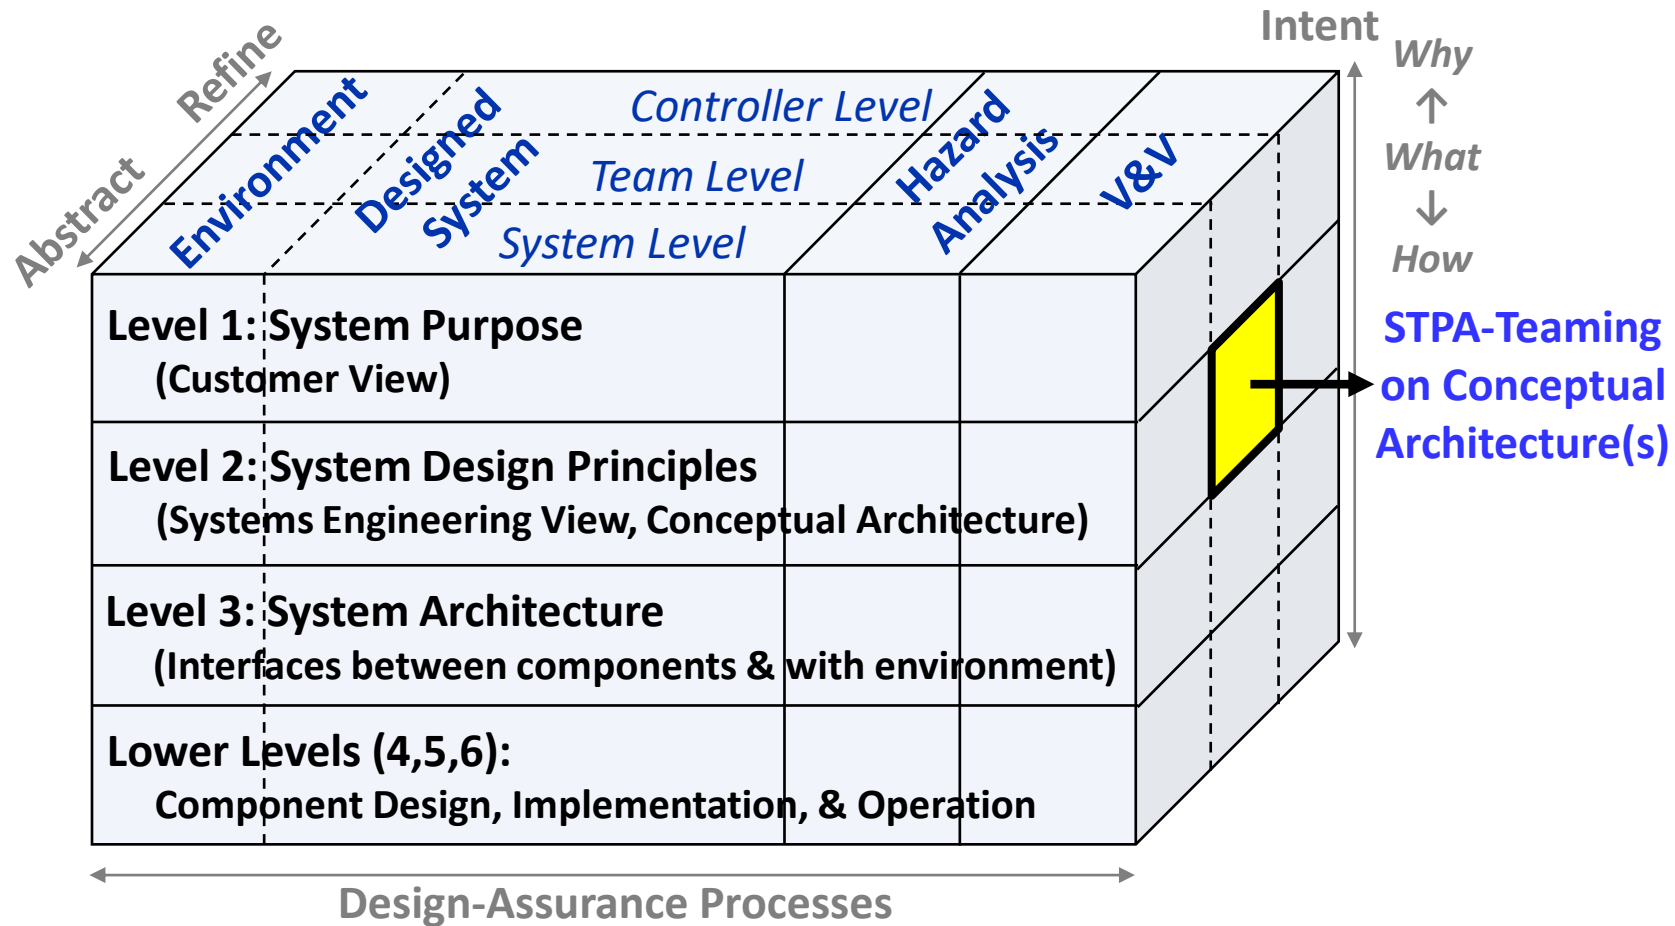 Intent
Why
↑
What
↓
How
Refine
Abstract
Environment
Designed
System
Controller Level
Team Level
System Level
Hazard
Analysis
V&V
Level 1: System Purpose
(Customer View)
Level 2: System Design Principles
(Systems Engineering View, Conceptual Architecture)
Level 3: System Architecture
(Interfaces between components & with environment)
Lower Levels (4,5,6):
Component Design, Implementation, & Operation
STPA-Teaming
on Conceptual
Architecture(s)
Design-Assurance Processes